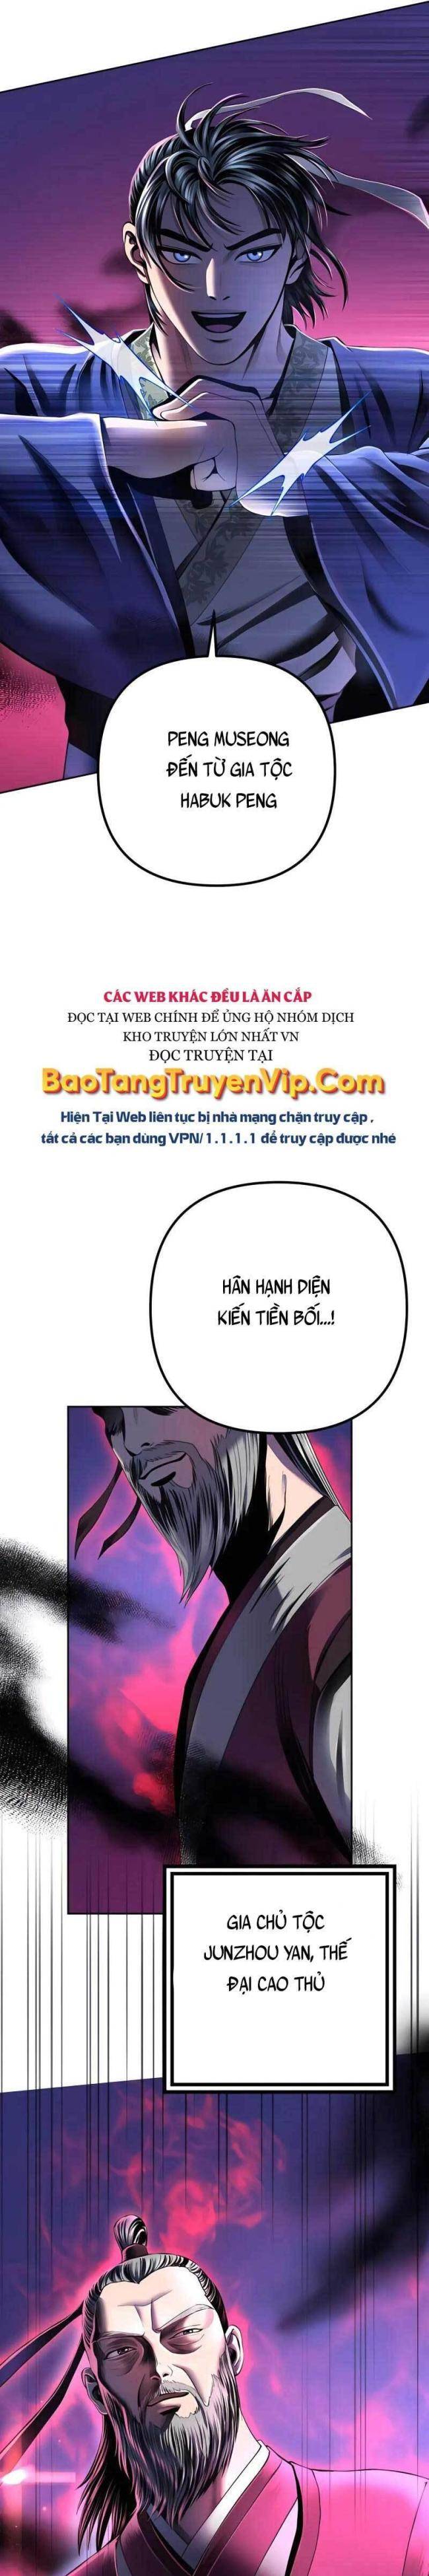 PENG MUSEONG
ĐẾN TỪ GIA TỘC
HABUK PENG
CÁC WEB KHÁC ĐỀU LÀ ĂN CẮP
ĐỌC TẠI WEB CHÍNH ĐỂ ỦNG HỘ NHÓM DỊCH
KHO TRUYỆN LỚN NHẤT VN
ĐỌC TRUYỆN TẠI
BaoTangTruyenVip.Com
Hiện Tại Web liên tục bị nhà mạng chặn truy cập,
tất cả các bạn dùng VPN/1.1.1.1 để truy cập được nhé
HÂN HẠNH DIỆN
KIẾN TIỀN BỐI...!
GIA CHỦ TỘC
JUNZHOU YAN, THẾ
ĐẠI CAO THỦ